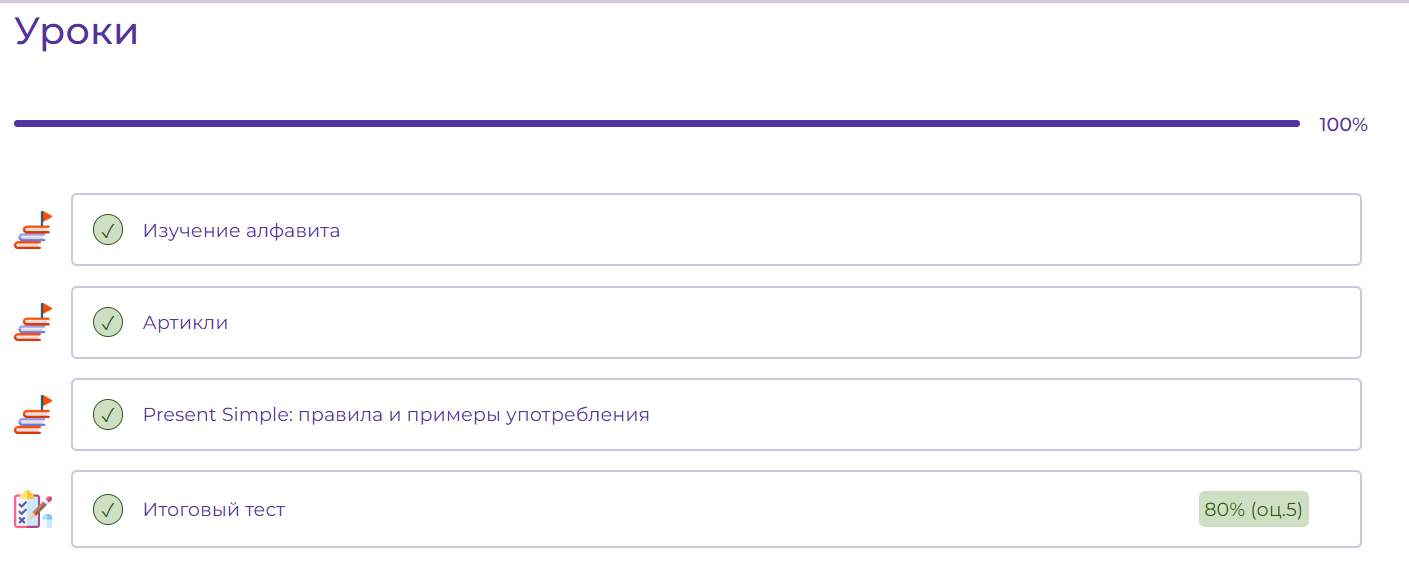 Уроки
100%
Изучение алфавита
Артикли
Present Simple: правила и примеры употребления
Итоговый тест
80% (оц.5)